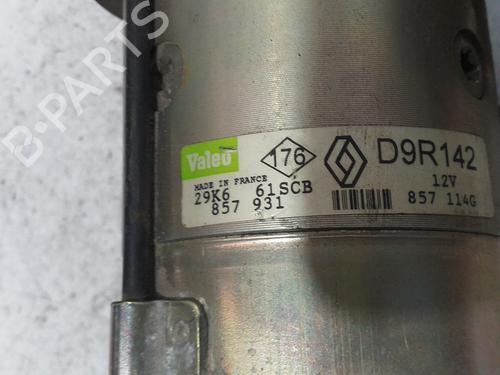 B-PARTS
Valeo
176
D9R142
MADE IN FRANCE
12V
29K6 61SCB
857 931
857 114G